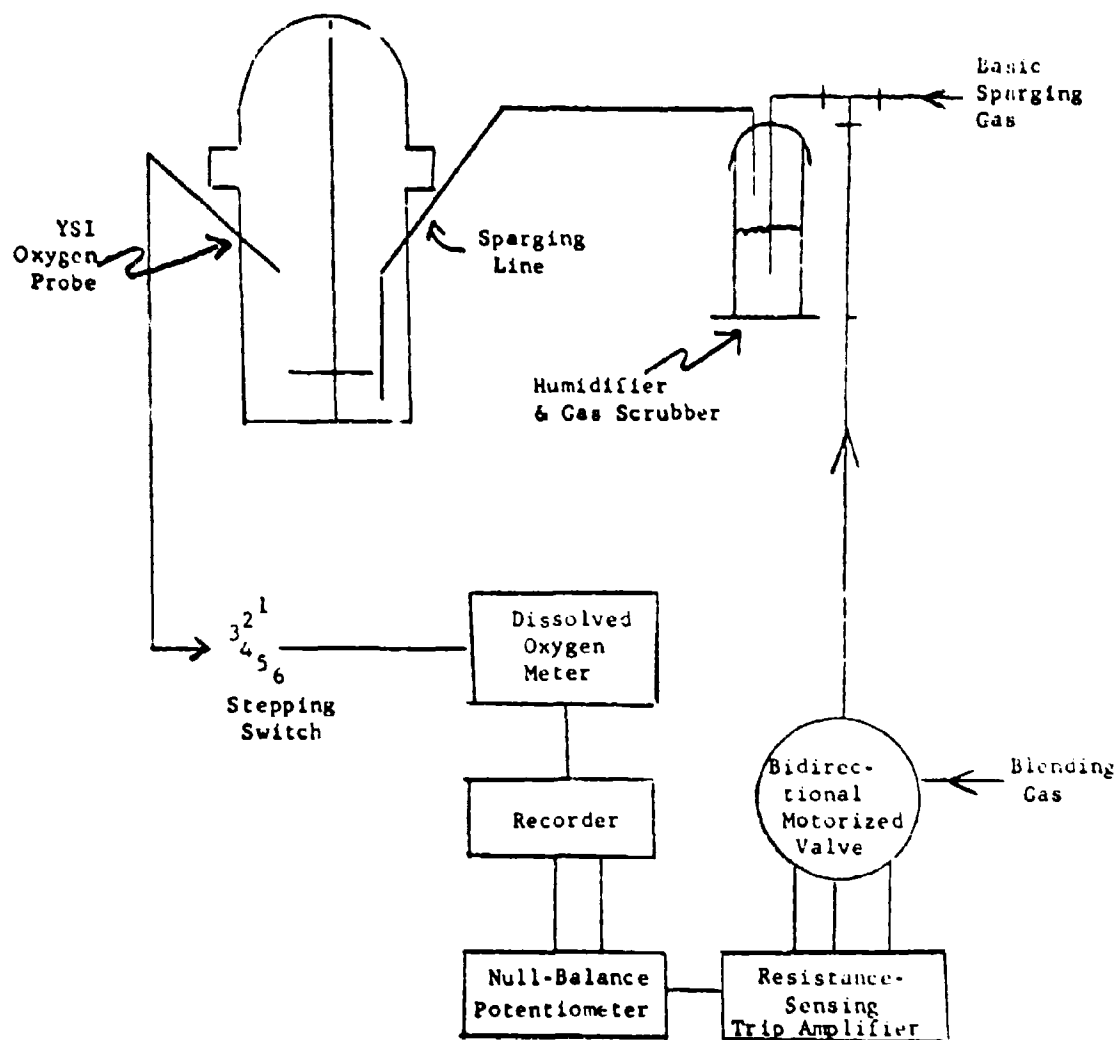 Basic
Sparging
Gas
YSI
Oxygen
Probe
Sparging
Line
Humidifier
& Gas Scrubber
3 2 1
4
5 6
Stepping
Switch
Dissolved
Oxygen
Meter
Recorder
Bidirec-
tional
Motorized
Valve
Blending
Gas
Null-Balance
Potentiometer
Resistance-
Sensing
Trip Amplifier